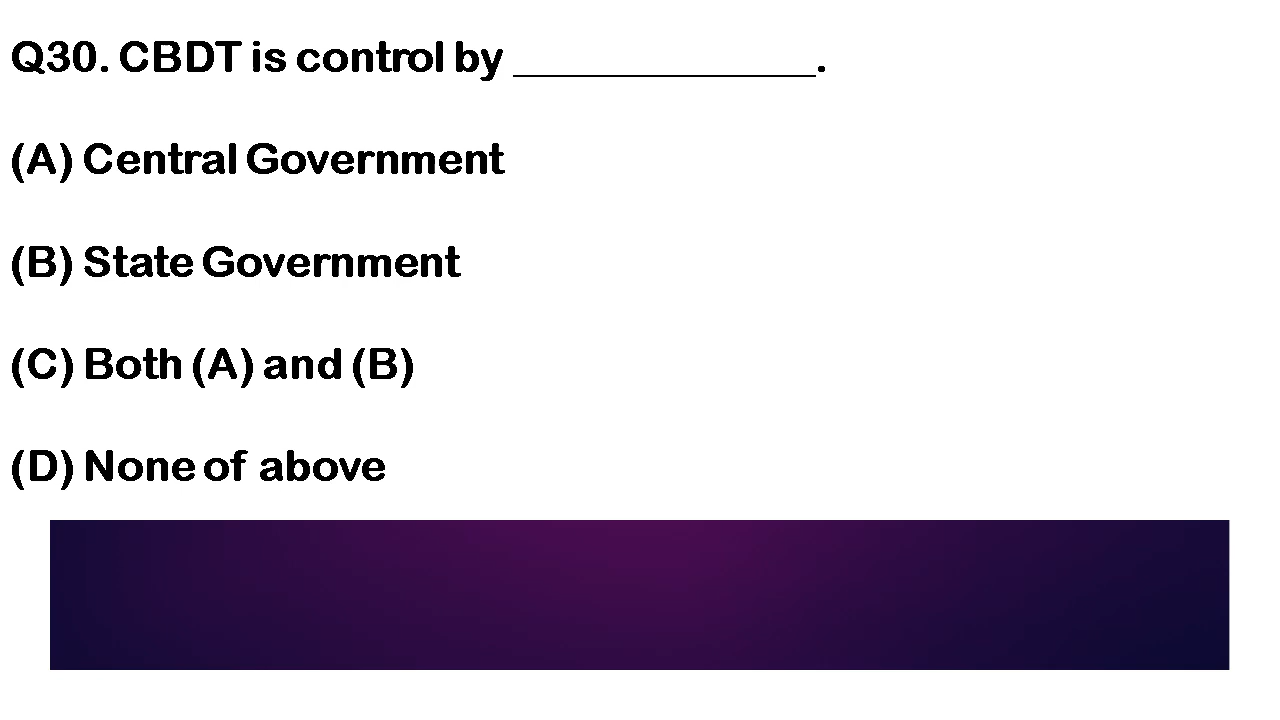 Q30. CBDT is control by ______________.
(A) Central Government
(B) State Government
(C) Both (A) and (B)
(D) None of above